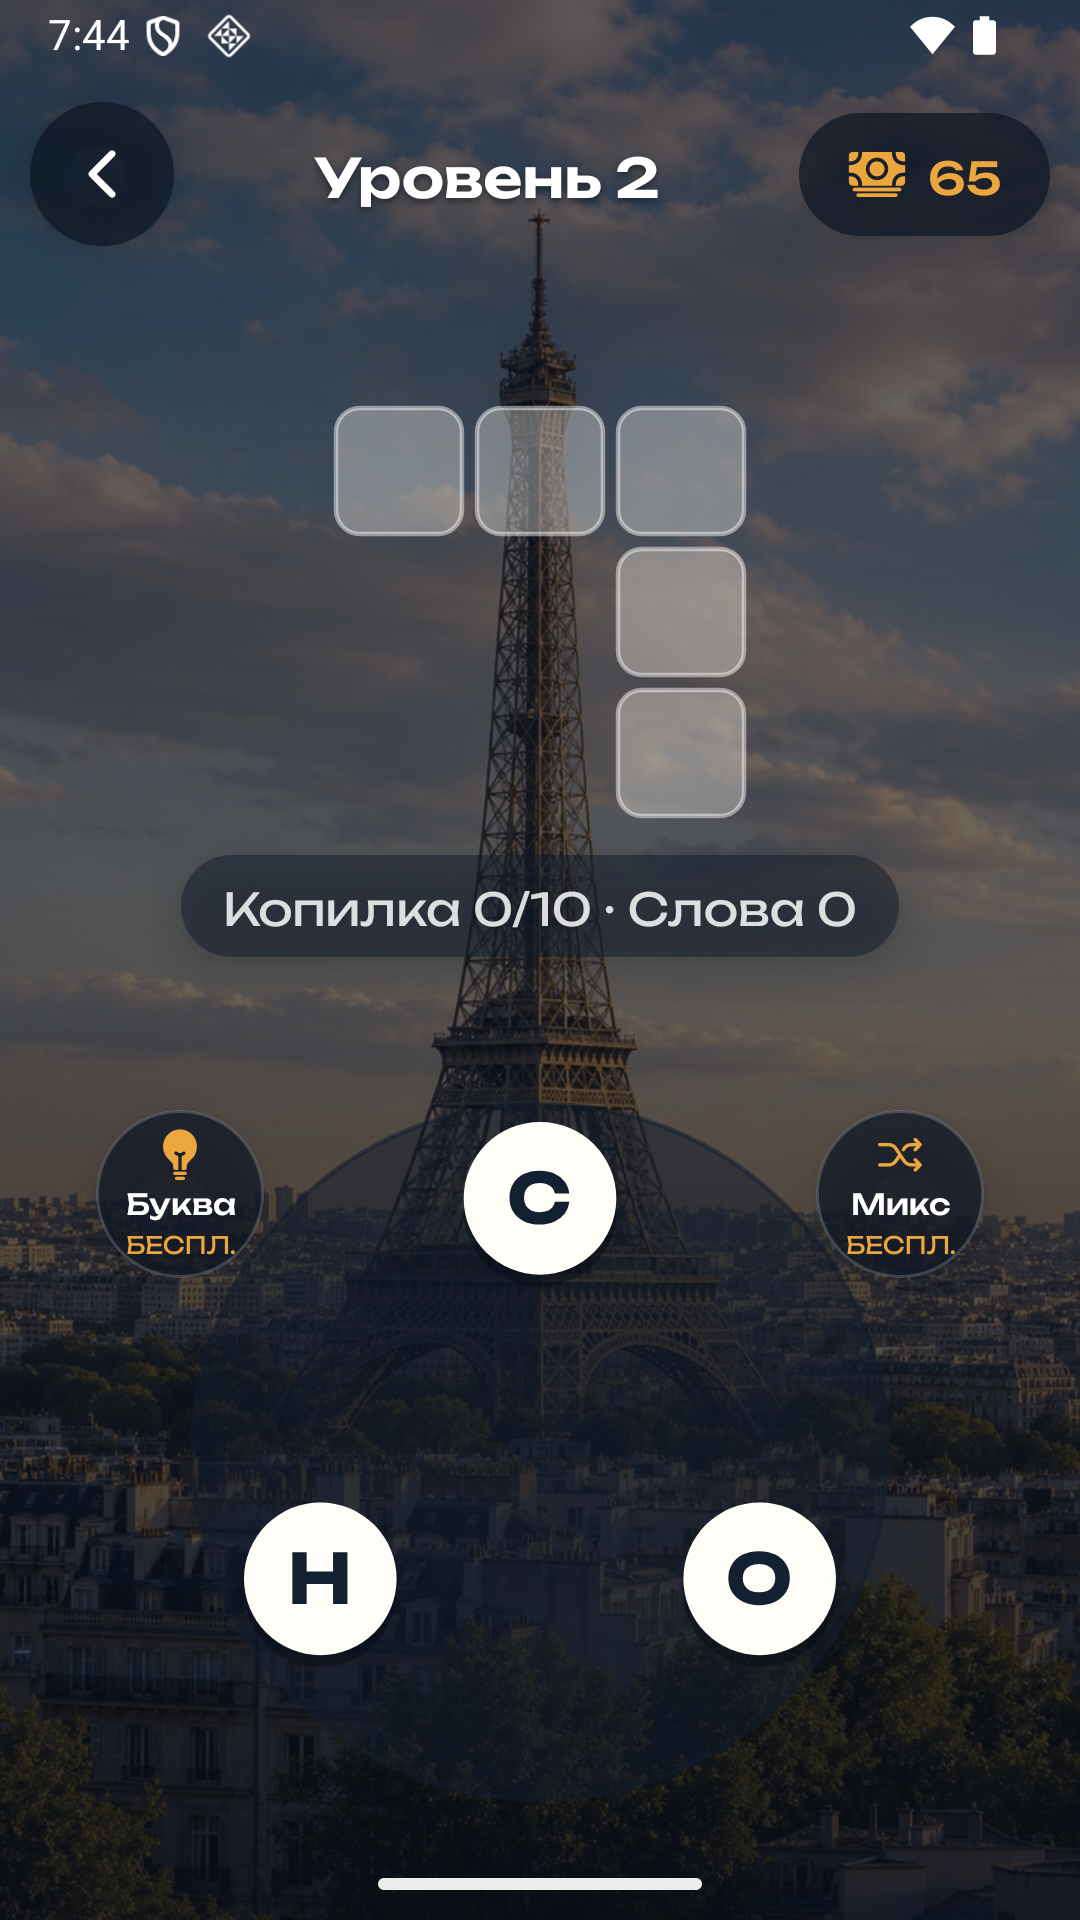 7:44
Уровень 2
65
Копилка 0/10 · Слова 0
Буква
БЕСПЛ.
С
Микс
БЕСПЛ.
Н
О